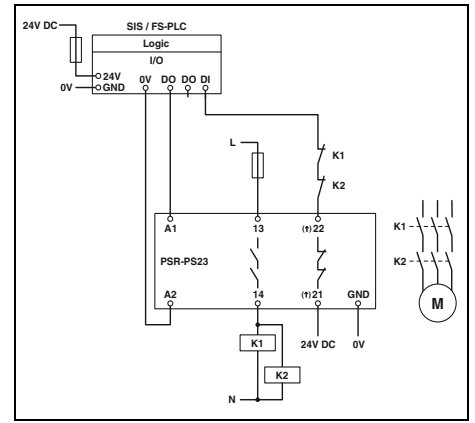 24V DC
SIS / FS-PLC
Logic
I/O
24V 0V DO DO DI
0V GND
L
K1
K2
A1 13 (†)22
PSR-PS23
A2 14 (†)21 GND
K1 24V DC 0V
K2
N
K1
K2
M